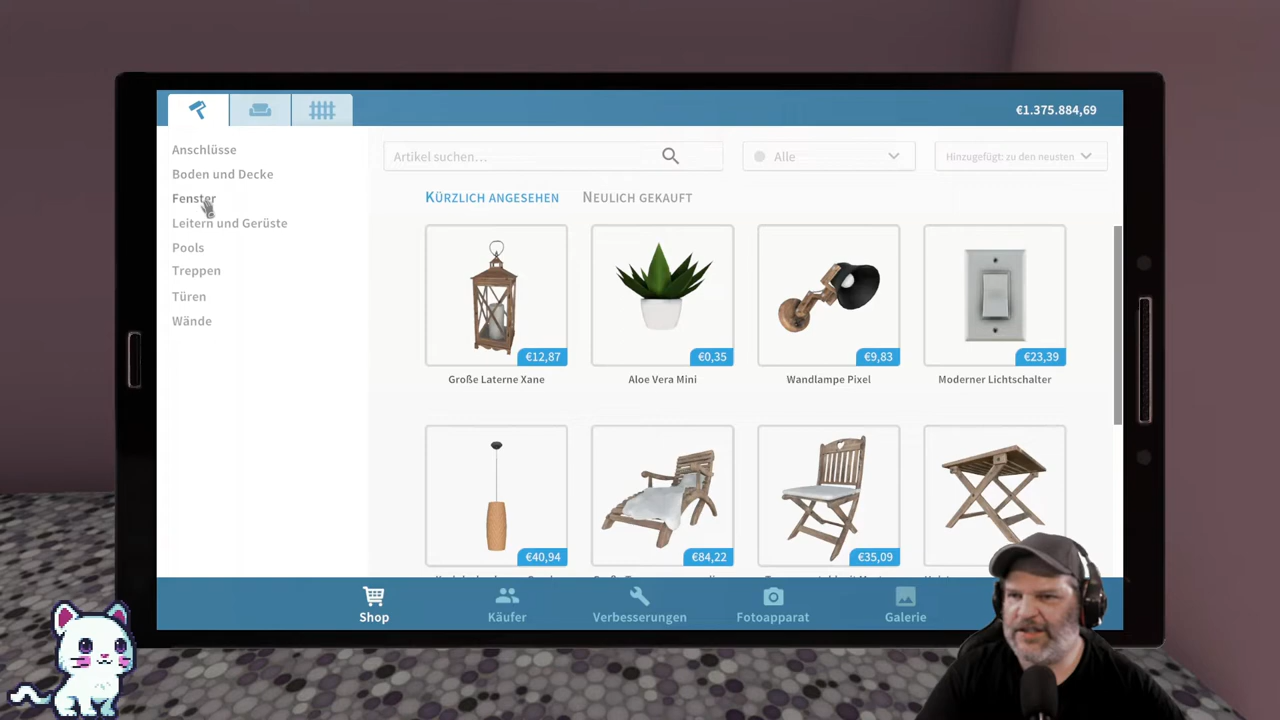 €1.375.884,69
Anschlüsse
Boden und Decke
Fenster
Leitern und Gerüste
Pools
Treppen
Türen
Wände
Artikel suchen…
Alle
Hinzugefügt: zu den neusten
KÜRZLICH ANGESEHEN
NEULICH GEKAUFT
€12,87
€0,35
€9,83
€23,39
Große Laterne Xane
Aloe Vera Mini
Wandlampe Pixel
Moderner Lichtschalter
€40,94
€84,22
€35,09
Shop
Käufer
Verbesserungen
Fotoapparat
Galerie